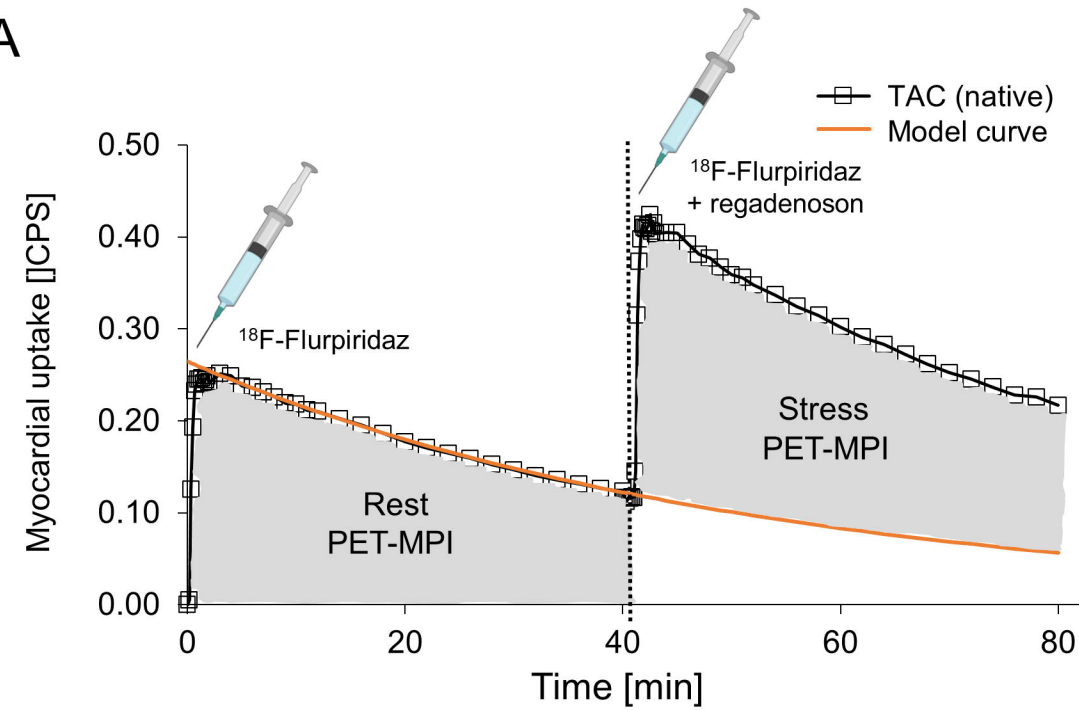 A
TAC (native)
Model curve
¹⁸F-Flurpiridaz
+ regadenoson
¹⁸F-Flurpiridaz
Myocardial uptake []CPS]
0.50
0.40
0.30
0.20
0.10
0.00
Rest
PET-MPI
Stress
PET-MPI
0
20
40
60
80
Time [min]